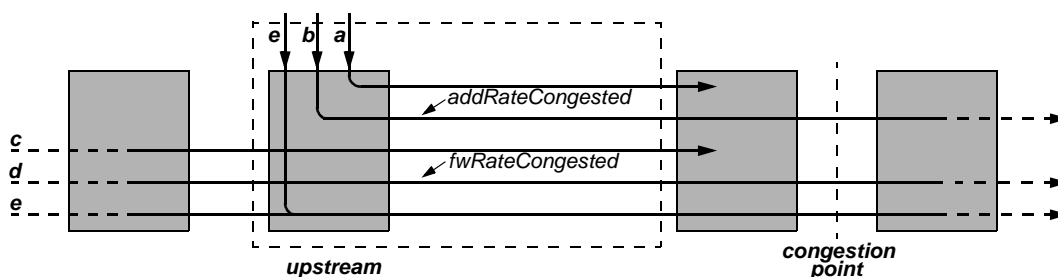 e b a
addRateCongested
c
fwRateCongested
d
e
upstream
congestion
point